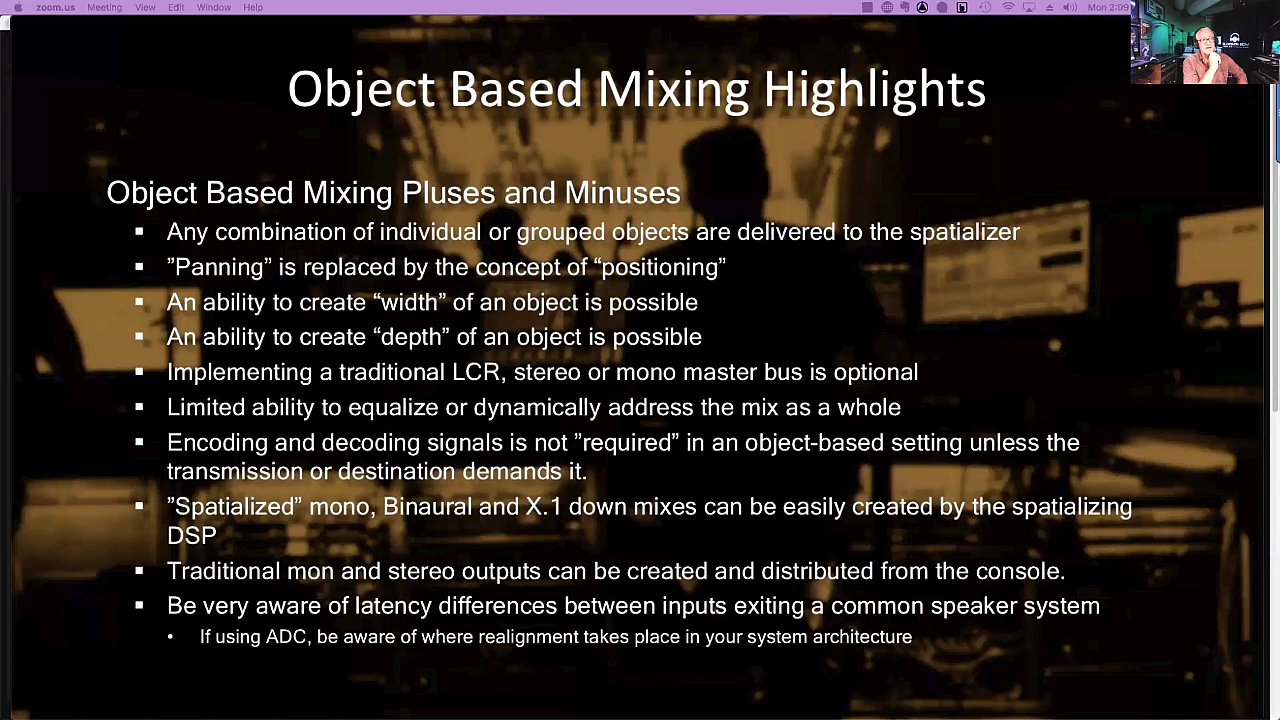 zoom.us Meeting View Edit Window Help Mon 2:09
Object Based Mixing Highlights
Object Based Mixing Pluses and Minuses
▪ Any combination of individual or grouped objects are delivered to the spatializer
▪ ”Panning” is replaced by the concept of “positioning”
▪ An ability to create “width” of an object is possible
▪ An ability to create “depth” of an object is possible
▪ Implementing a traditional LCR, stereo or mono master bus is optional
▪ Limited ability to equalize or dynamically address the mix as a whole
▪ Encoding and decoding signals is not ”required” in an object-based setting unless the
transmission or destination demands it.
▪ ”Spatialized” mono, Binaural and X.1 down mixes can be easily created by the spatializing
DSP
▪ Traditional mon and stereo outputs can be created and distributed from the console.
▪ Be very aware of latency differences between inputs exiting a common speaker system
• If using ADC, be aware of where realignment takes place in your system architecture